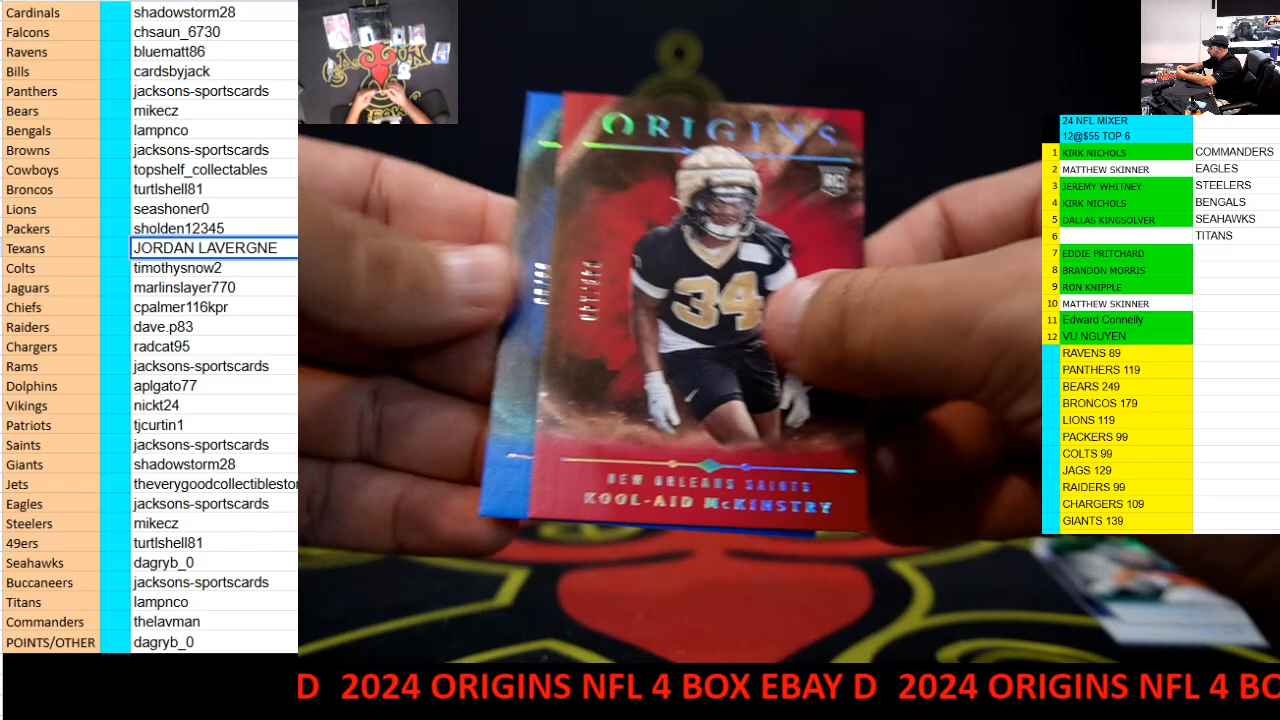 Cardinals shadowstorm28
Falcons chsaun_6730
Ravens bluematt86
Bills cardsbyjack
Panthers jacksons-sportscards
Bears mikecz
Bengals lampnco
Browns jacksons-sportscards
Cowboys topshelf_collectables
Broncos turtlshell81
Lions seashoner0
Packers sholden12345
Texans JORDAN LAVERGNE
Colts timothysnow2
Jaguars marlinslayer770
Chiefs cpalmer116kpr
Raiders dave.p83
Chargers radcat95
Rams jacksons-sportscards
Dolphins aplgato77
Vikings nickt24
Patriots tjcurtin1
Saints jacksons-sportscards
Giants shadowstorm28
Jets theverygoodcollectiblesto
Eagles jacksons-sportscards
Steelers mikecz
49ers turtlshell81
Seahawks dagryb_0
Buccaneers jacksons-sportscards
Titans lampnco
Commanders thelavman
POINTS/OTHER dagryb_0
ORIGINS
RC
34
NEW ORLEANS SAINTS
KOOL-AID McKINSTRY
24 NFL MIXER
12@$55 TOP 6
1 KIRK NICHOLS COMMANDERS
2 MATTHEW SKINNER EAGLES
3 JEREMY WHITNEY STEELERS
4 KIRK NICHOLS BENGALS
5 DALLAS KINGSOLVER SEAHAWKS
6 TITANS
7 EDDIE PRITCHARD
8 BRANDON MORRIS
9 RON KNIPPLE
10 MATTHEW SKINNER
11 Edward Connelly
12 VU NGUYEN
RAVENS 89
PANTHERS 119
BEARS 249
BRONCOS 179
LIONS 119
PACKERS 99
COLTS 99
JAGS 129
RAIDERS 99
CHARGERS 109
GIANTS 139
D 2024 ORIGINS NFL 4 BOX EBAY D 2024 ORIGINS NFL 4 BO